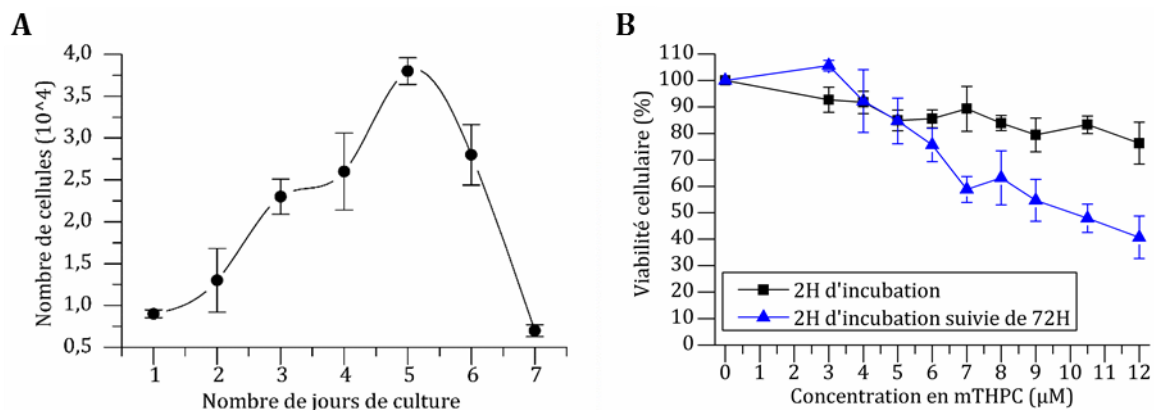 A
4,0
3,5
3,0
2,5
2,0
1,5
1,0
0,5
Nombre de cellules (10^4)
1 2 3 4 5 6 7
Nombre de jours de culture
B
110
100
90
80
70
60
50
40
30
20
10
0
Viabilité cellulaire (%)
2H d'incubation
2H d'incubation suivie de 72H
0 1 2 3 4 5 6 7 8 9 10 11 12
Concentration en mTHPC (µM)